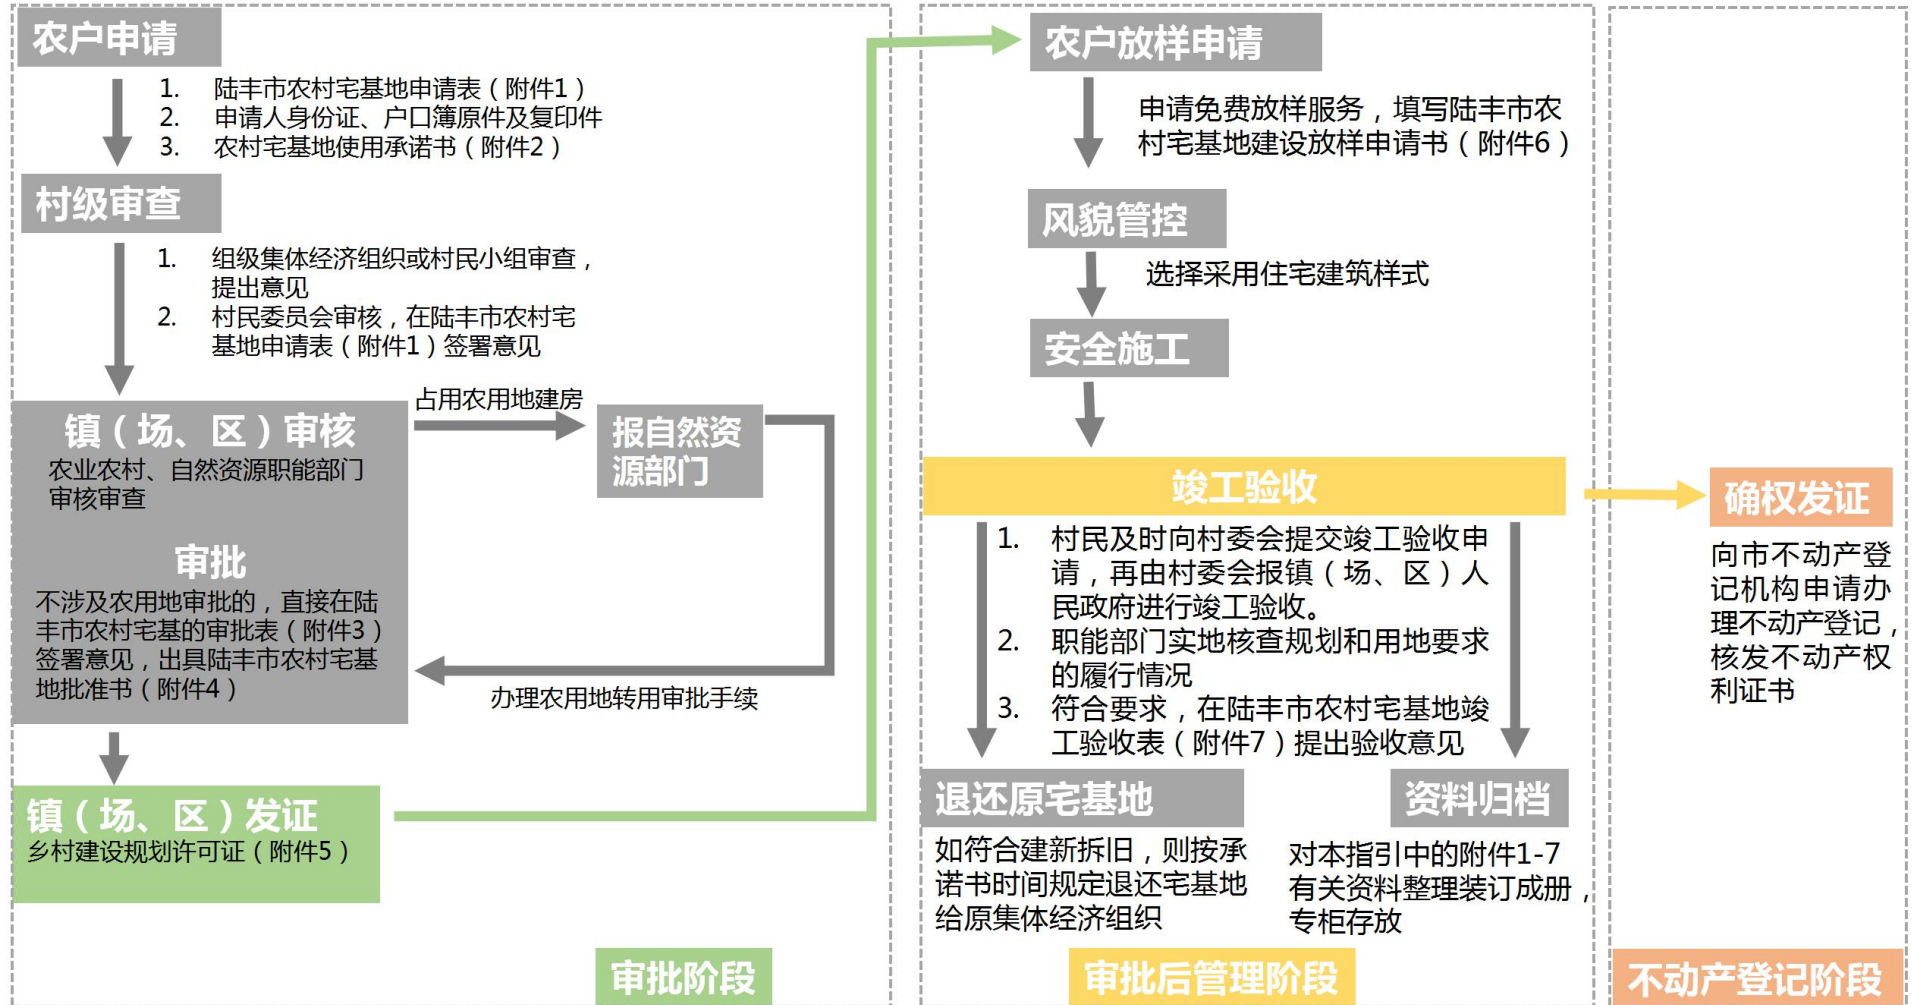 农户申请
1. 陆丰市农村宅基地申请表（附件1）
2. 申请人身份证、户口簿原件及复印件
3. 农村宅基地使用承诺书（附件2）
村级审查
1. 组级集体经济组织或村民小组审查，
提出意见
2. 村民委员会审核，在陆丰市农村宅
基地申请表（附件1）签署意见
镇（场、区）审核
农业农村、自然资源职能部门
审核审查
占用农用地建房
报自然资
源部门
审批
不涉及农用地审批的，直接在陆
丰市农村宅基的审批表（附件3）
签署意见，出具陆丰市农村宅基
地批准书（附件4）
办理农用地转用审批手续
镇（场、区）发证
乡村建设规划许可证（附件5）
审批阶段
农户放样申请
申请免费放样服务，填写陆丰市农
村宅基地建设放样申请书（附件6）
风貌管控
选择采用住宅建筑样式
安全施工
竣工验收
1. 村民及时向村委会提交竣工验收申
请，再由村委会报镇（场、区）人
民政府进行竣工验收。
2. 职能部门实地核查规划和用地要求
的履行情况
3. 符合要求，在陆丰市农村宅基地竣
工验收表（附件7）提出验收意见
退还原宅基地
如符合建新拆旧，则按承
诺书时间规定退还宅基地
给原集体经济组织
资料归档
对本指引中的附件1-7
有关资料整理装订成册，
专柜存放
审批后管理阶段
确权发证
向市不动产登
记机构申请办
理不动产登记，
核发不动产权
利证书
不动产登记阶段